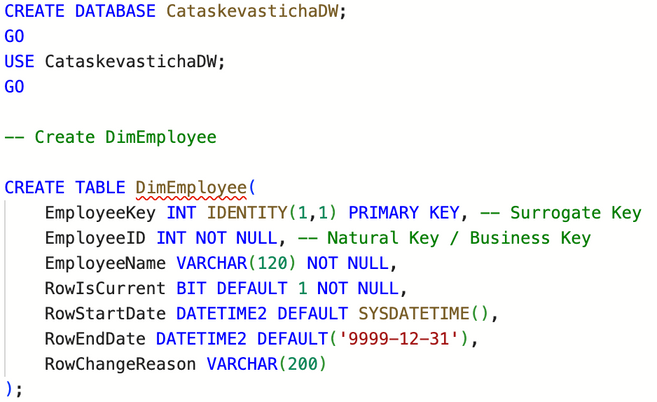 CREATE DATABASE CataskevastichaDW;
GO
USE CataskevastichaDW;
GO
-- Create DimEmployee
CREATE TABLE DimEmployee(
EmployeeKey INT IDENTITY(1,1) PRIMARY KEY, -- Surrogate Key
EmployeeID INT NOT NULL, -- Natural Key / Business Key
EmployeeName VARCHAR(120) NOT NULL,
RowIsCurrent BIT DEFAULT 1 NOT NULL,
RowStartDate DATETIME2 DEFAULT SYSDATETIME(),
RowEndDate DATETIME2 DEFAULT('9999-12-31'),
RowChangeReason VARCHAR(200)
);